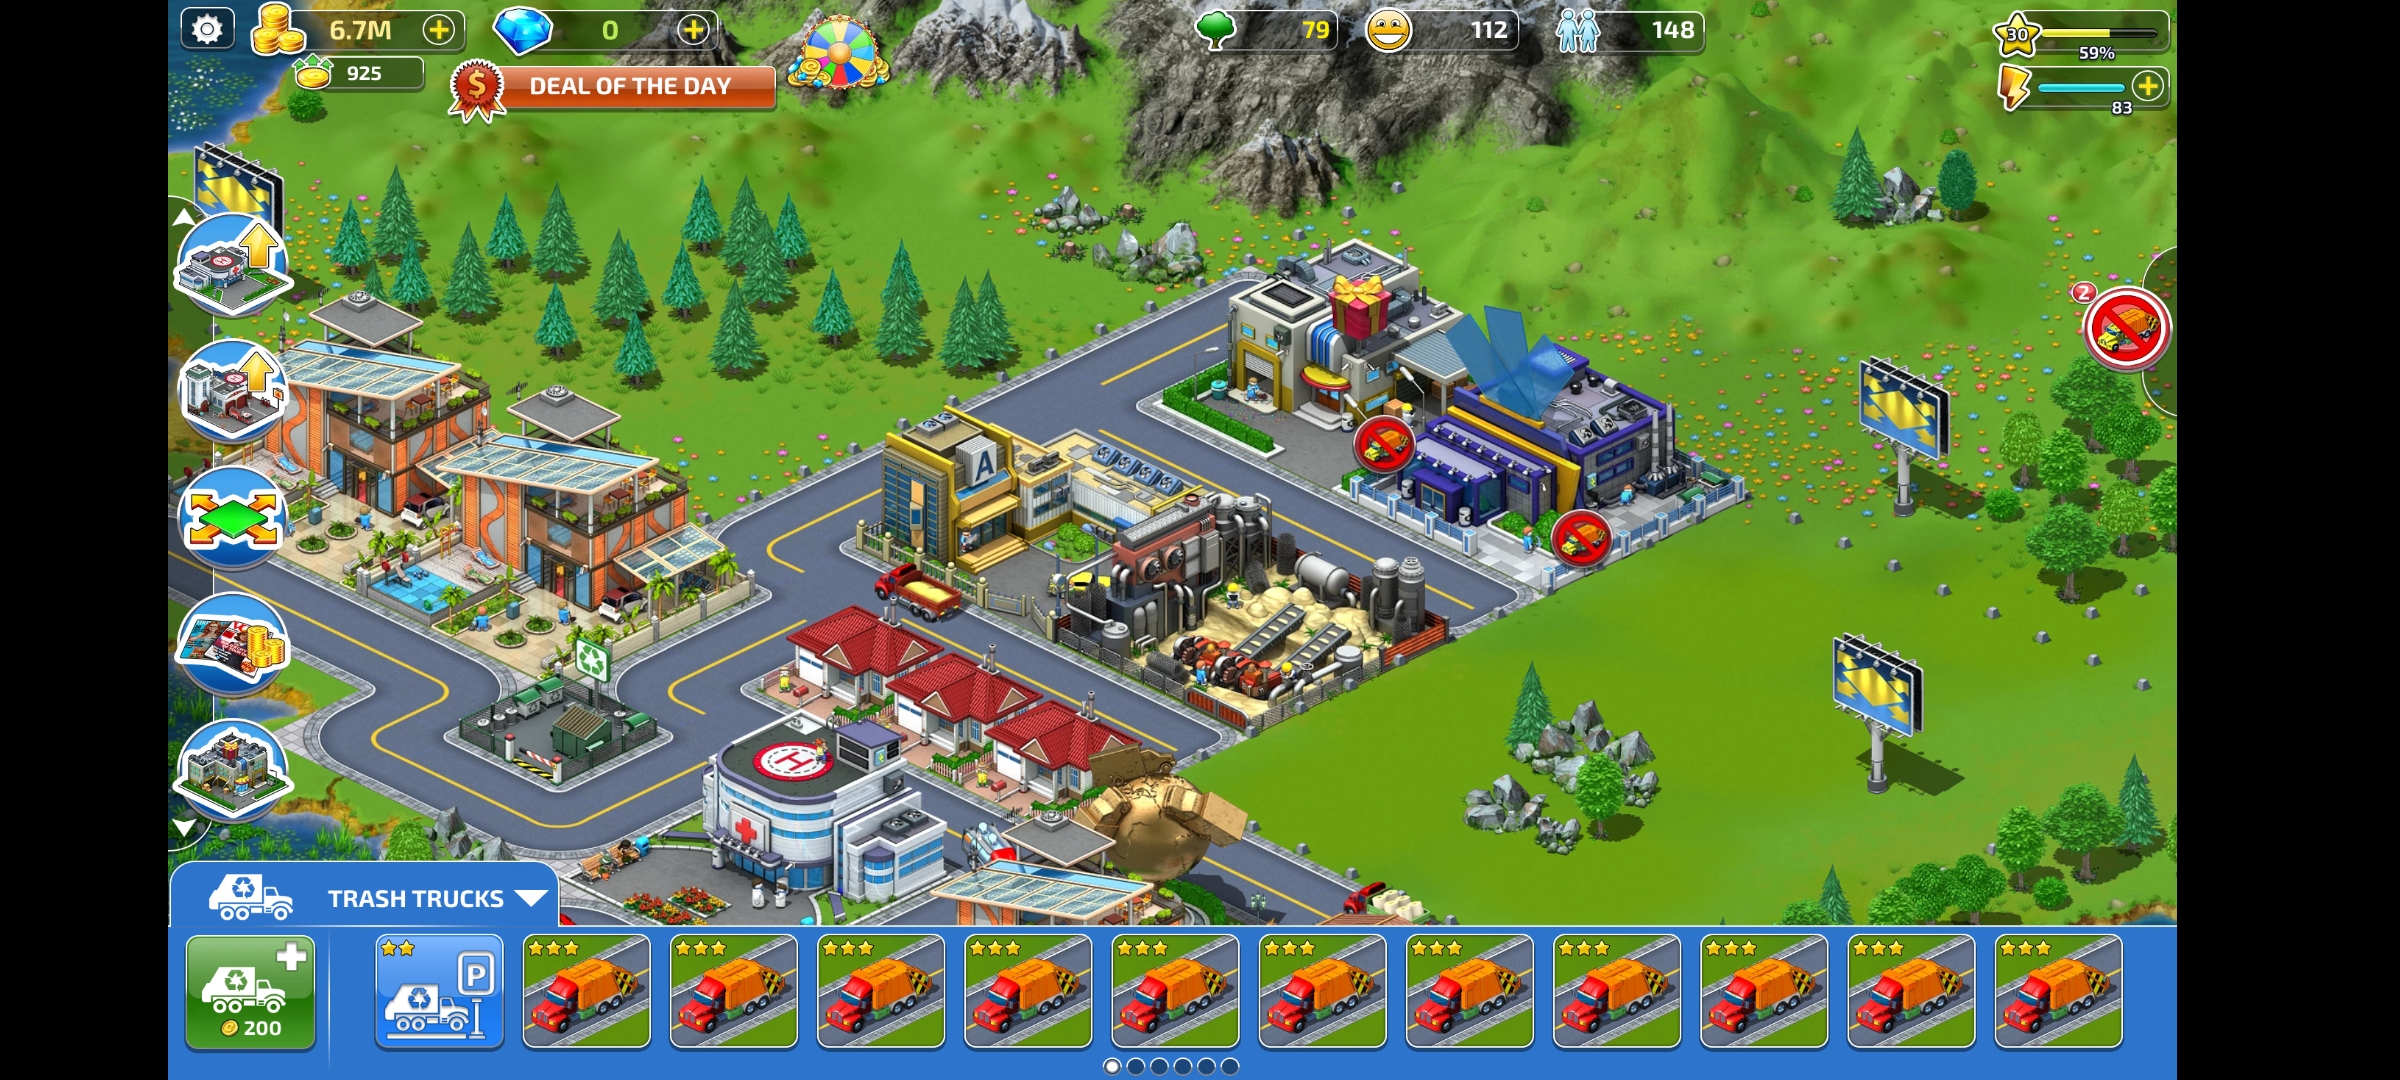 6.7M
0
79
112
148
30
59%
925
DEAL OF THE DAY
83
2
A
H
TRASH TRUCKS
P
200